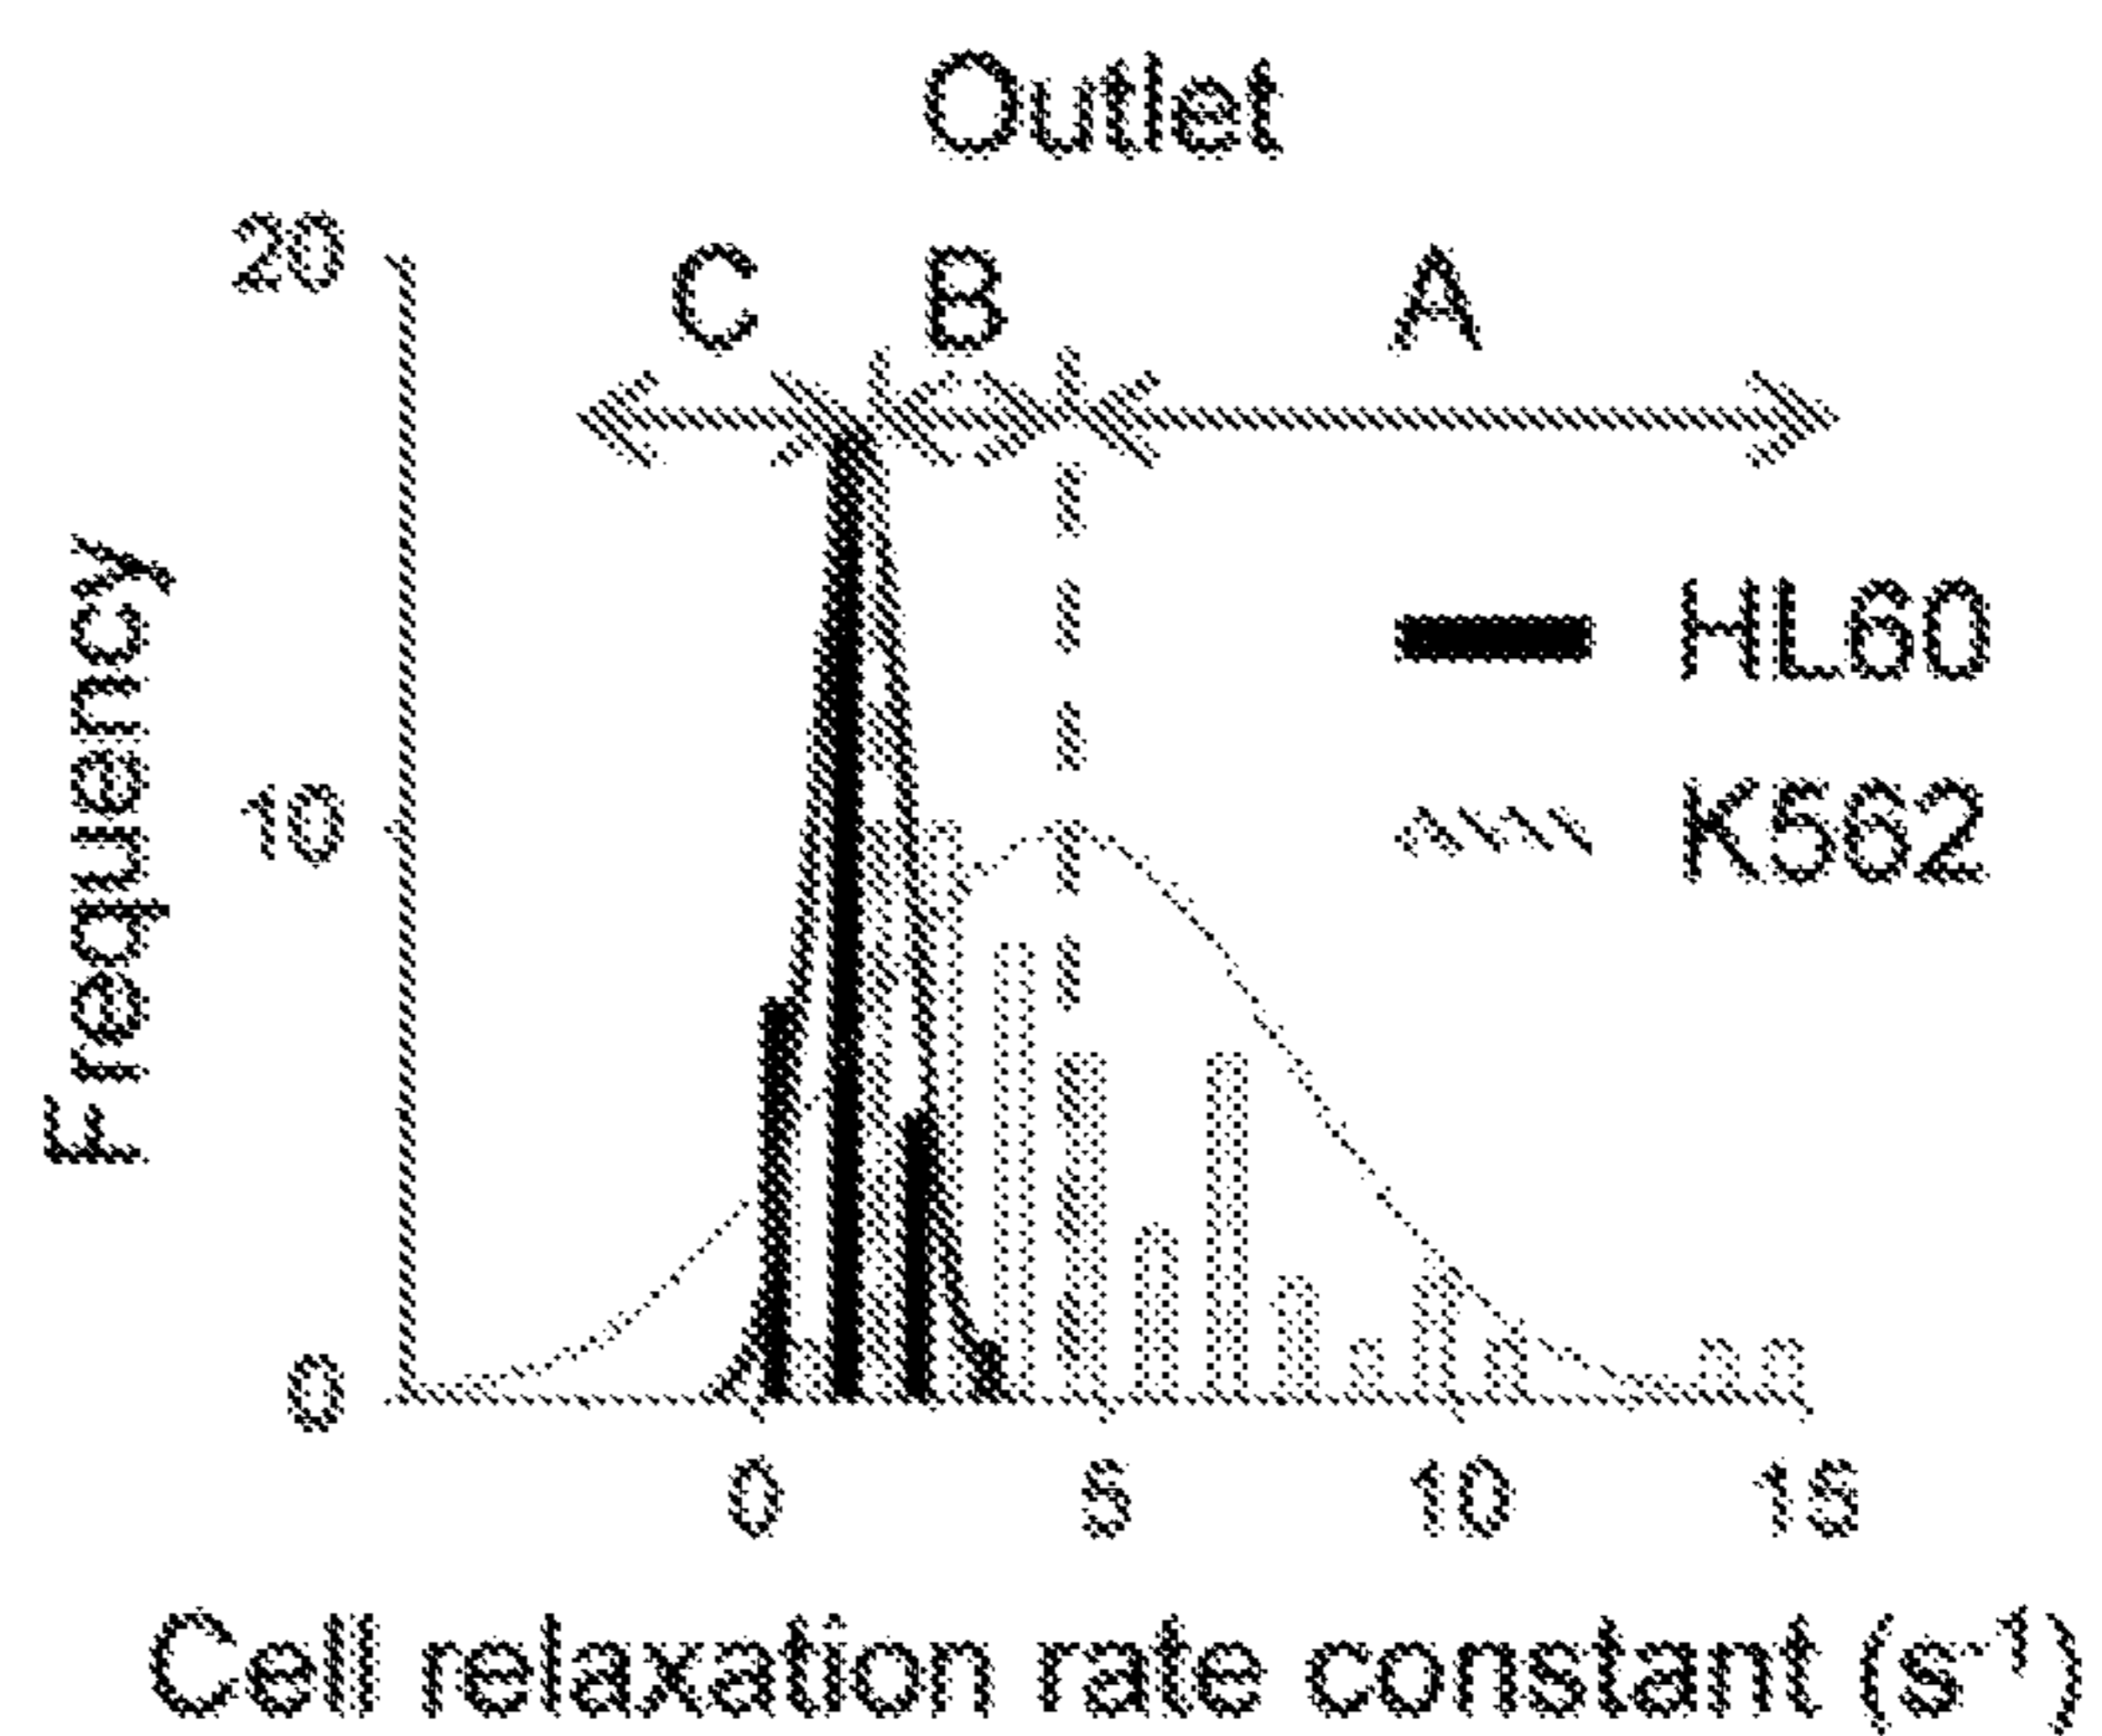 Outlet
C B A
20
10
0
Frequency
HL60
K562
0 5 10 15
Cell relaxation rate constant (s-1)